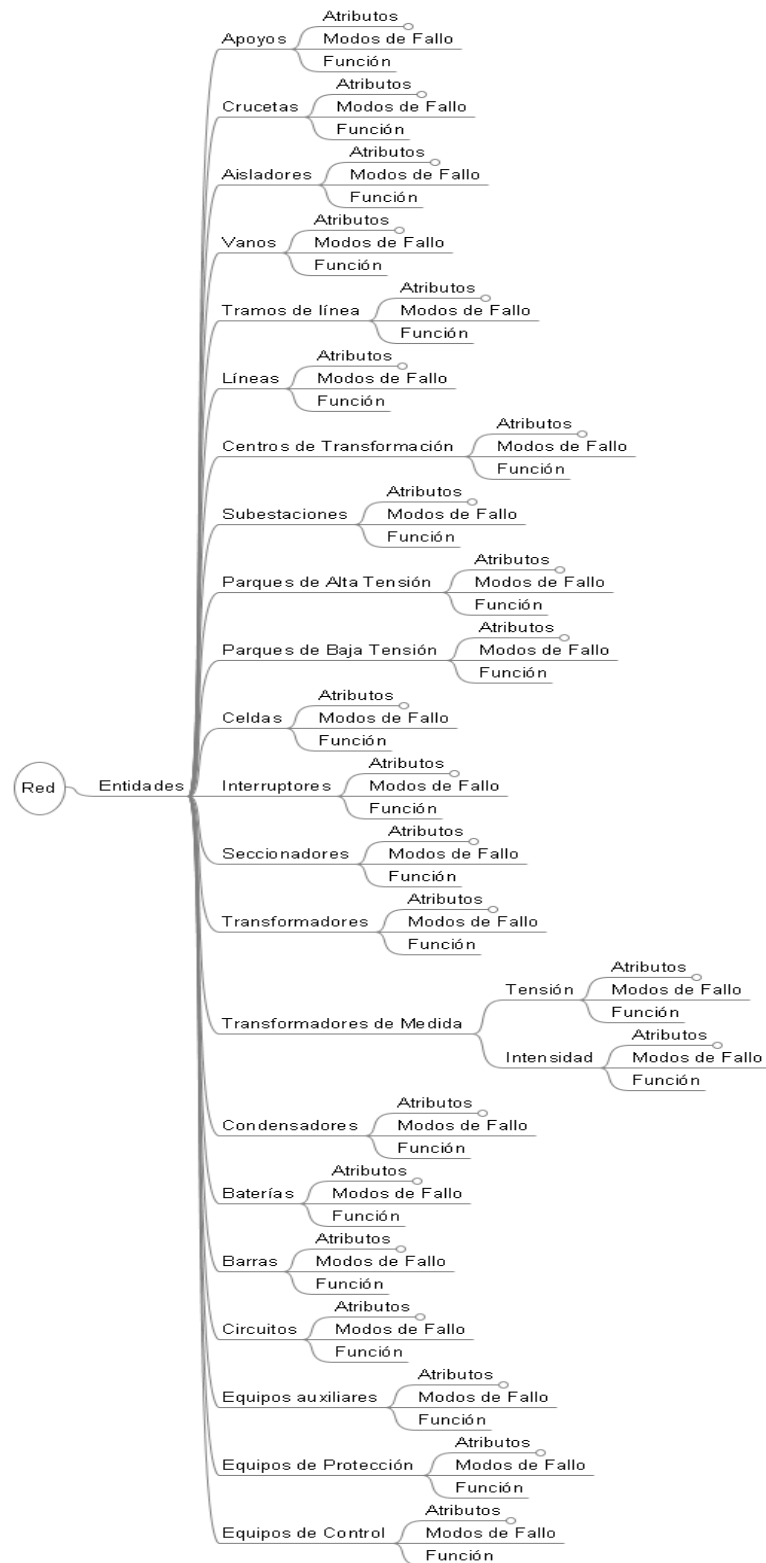 Red
Entidades
Apoyos
Atributos
Modos de Fallo
Función
Crucetas
Atributos
Modos de Fallo
Función
Aisladores
Atributos
Modos de Fallo
Función
Vanos
Atributos
Modos de Fallo
Función
Tramos de línea
Atributos
Modos de Fallo
Función
Líneas
Atributos
Modos de Fallo
Función
Centros de Transformación
Atributos
Modos de Fallo
Función
Subestaciones
Atributos
Modos de Fallo
Función
Parques de Alta Tensión
Atributos
Modos de Fallo
Función
Parques de Baja Tensión
Atributos
Modos de Fallo
Función
Celdas
Atributos
Modos de Fallo
Función
Interruptores
Atributos
Modos de Fallo
Función
Seccionadores
Atributos
Modos de Fallo
Función
Transformadores
Atributos
Modos de Fallo
Función
Transformadores de Medida
Tensión
Atributos
Modos de Fallo
Función
Intensidad
Atributos
Modos de Fallo
Función
Condensadores
Atributos
Modos de Fallo
Función
Baterías
Atributos
Modos de Fallo
Función
Barras
Atributos
Modos de Fallo
Función
Circuitos
Atributos
Modos de Fallo
Función
Equipos auxiliares
Atributos
Modos de Fallo
Función
Equipos de Protección
Atributos
Modos de Fallo
Función
Equipos de Control
Atributos
Modos de Fallo
Función